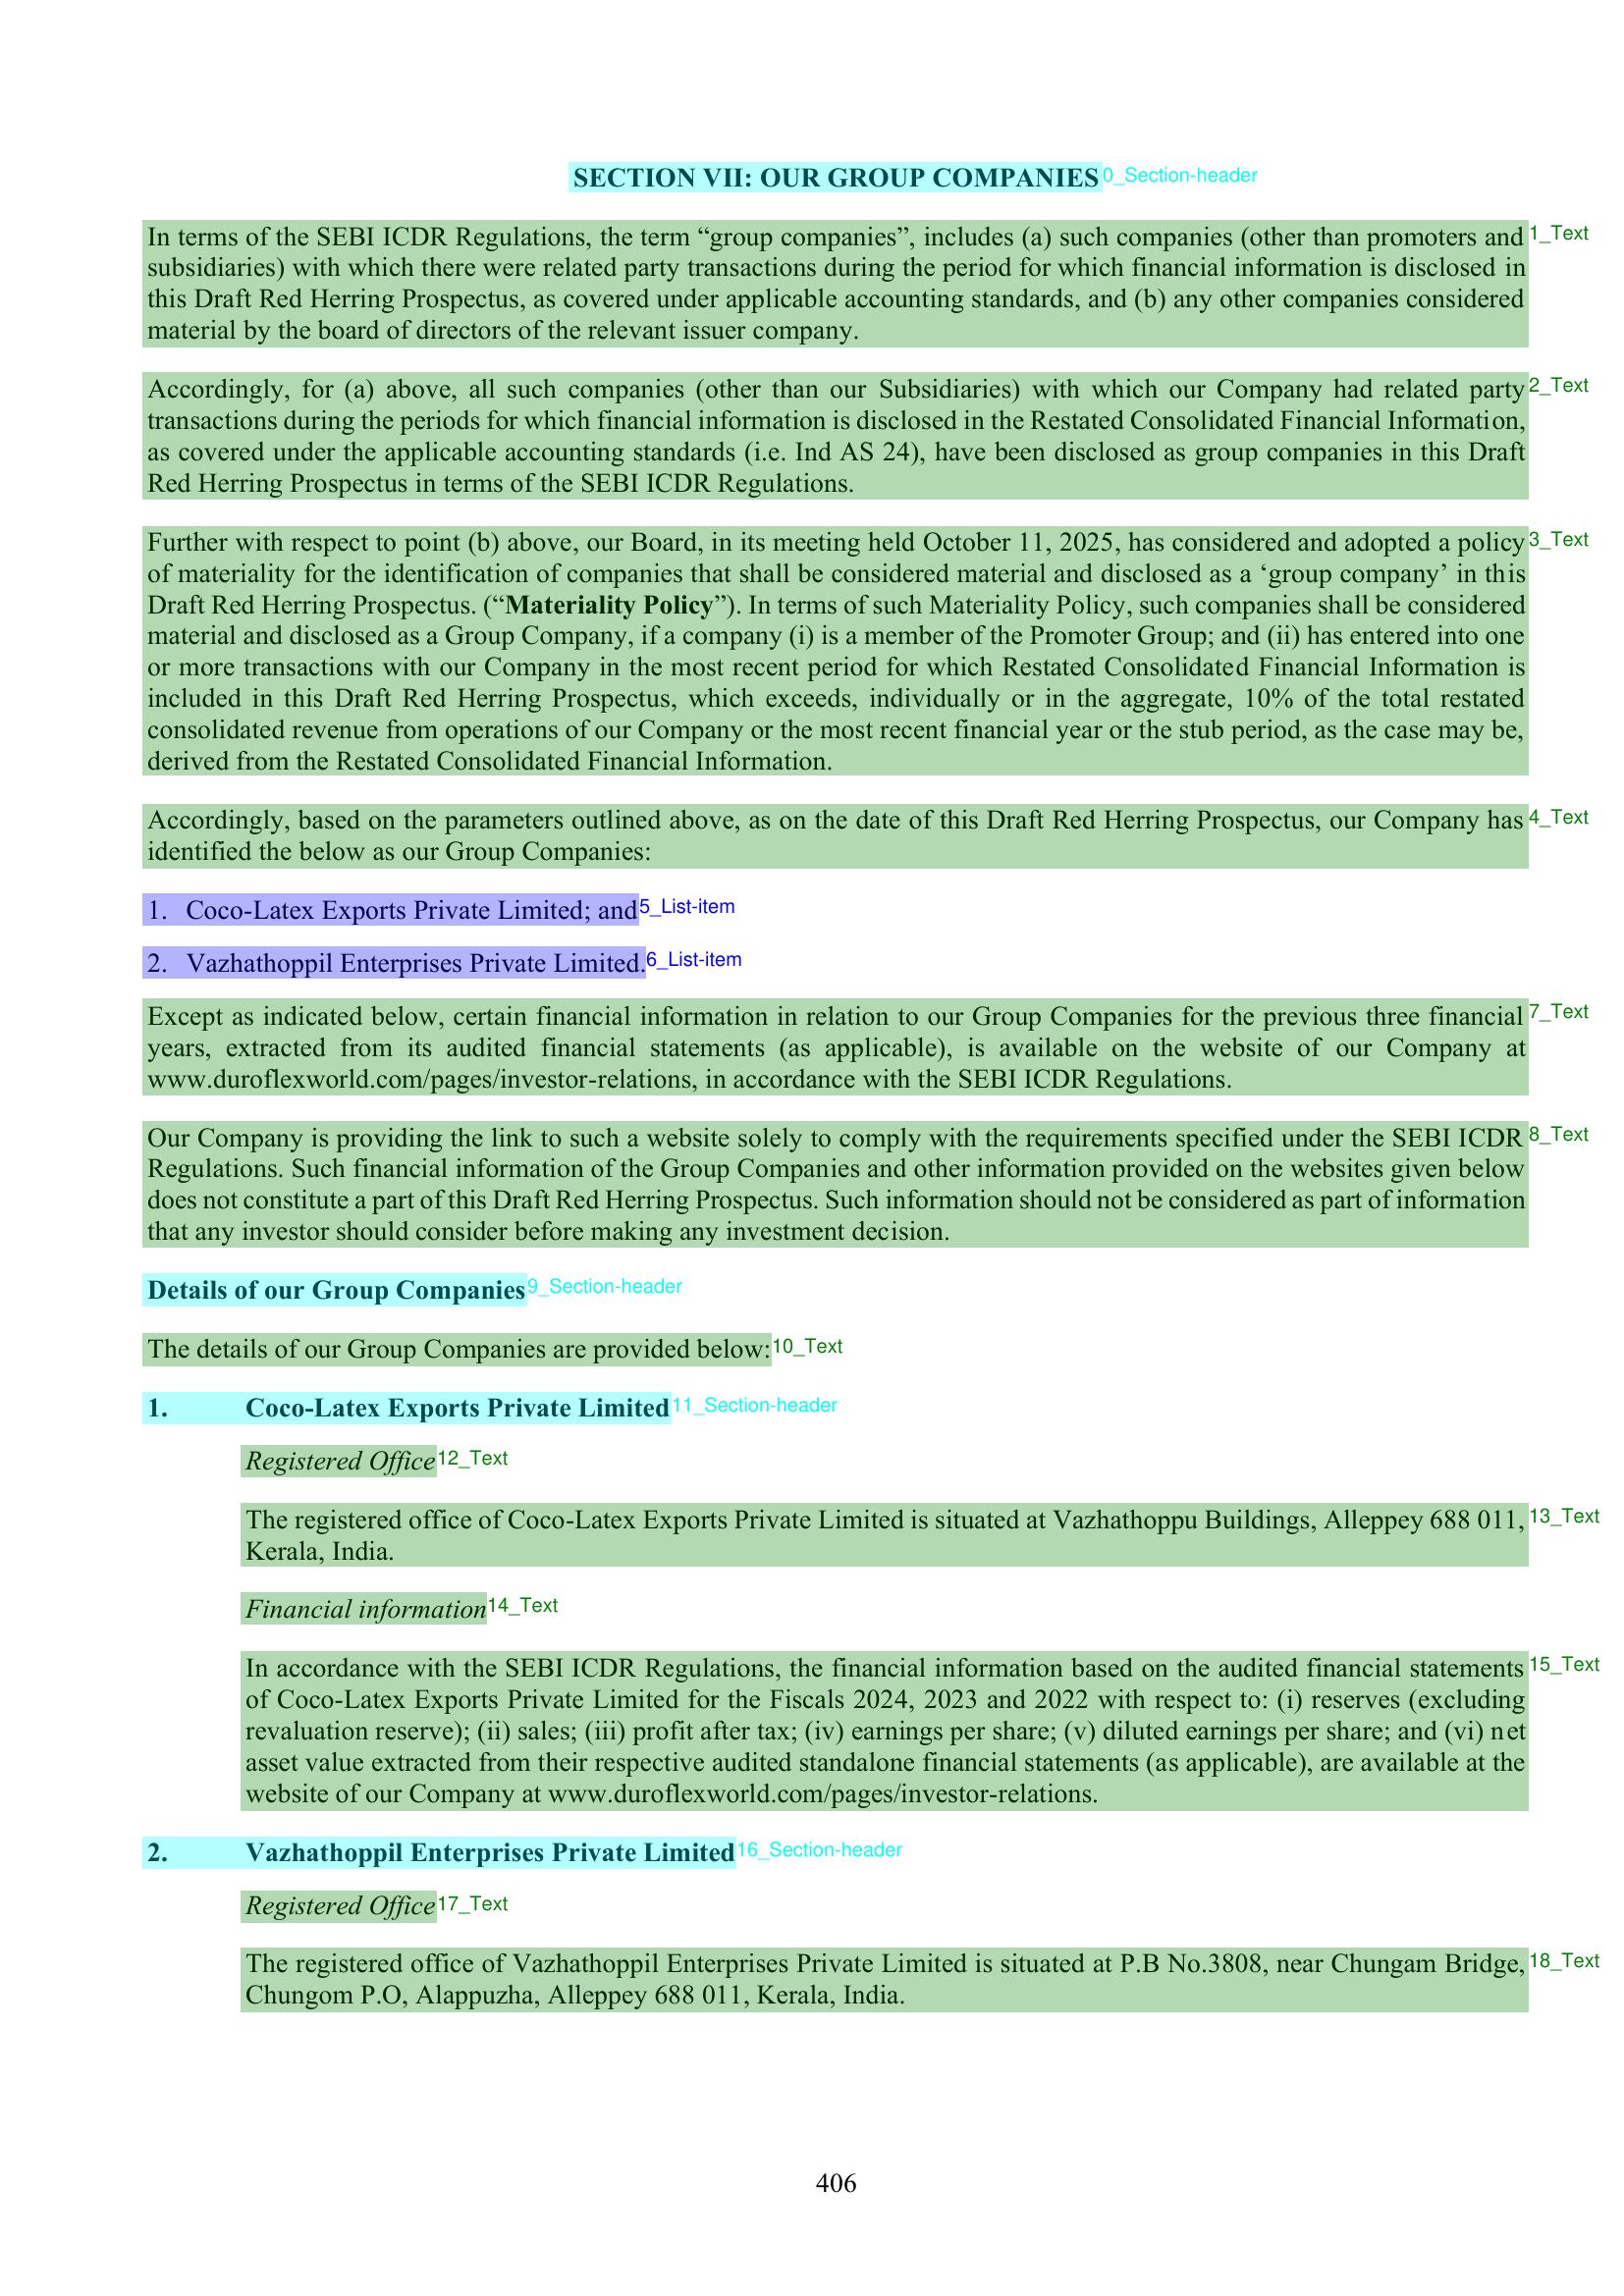 SECTION VII: OUR GROUP COMPANIES 0_Section-header
In terms of the SEBI ICDR Regulations, the term “group companies”, includes (a) such companies (other than promoters and 1_Text
subsidiaries) with which there were related party transactions during the period for which financial information is disclosed in
this Draft Red Herring Prospectus, as covered under applicable accounting standards, and (b) any other companies considered
material by the board of directors of the relevant issuer company.
Accordingly, for (a) above, all such companies (other than our Subsidiaries) with which our Company had related party 2_Text
transactions during the periods for which financial information is disclosed in the Restated Consolidated Financial Information,
as covered under the applicable accounting standards (i.e. Ind AS 24), have been disclosed as group companies in this Draft
Red Herring Prospectus in terms of the SEBI ICDR Regulations.
Further with respect to point (b) above, our Board, in its meeting held October 11, 2025, has considered and adopted a policy 3_Text
of materiality for the identification of companies that shall be considered material and disclosed as a ‘group company’ in this
Draft Red Herring Prospectus. (“Materiality Policy”). In terms of such Materiality Policy, such companies shall be considered
material and disclosed as a Group Company, if a company (i) is a member of the Promoter Group; and (ii) has entered into one
or more transactions with our Company in the most recent period for which Restated Consolidated Financial Information is
included in this Draft Red Herring Prospectus, which exceeds, individually or in the aggregate, 10% of the total restated
consolidated revenue from operations of our Company or the most recent financial year or the stub period, as the case may be,
derived from the Restated Consolidated Financial Information.
Accordingly, based on the parameters outlined above, as on the date of this Draft Red Herring Prospectus, our Company has 4_Text
identified the below as our Group Companies:
1. Coco-Latex Exports Private Limited; and 5_List-item
2. Vazhathoppil Enterprises Private Limited. 6_List-item
Except as indicated below, certain financial information in relation to our Group Companies for the previous three financial 7_Text
years, extracted from its audited financial statements (as applicable), is available on the website of our Company at
www.duroflexworld.com/pages/investor-relations, in accordance with the SEBI ICDR Regulations.
Our Company is providing the link to such a website solely to comply with the requirements specified under the SEBI ICDR 8_Text
Regulations. Such financial information of the Group Companies and other information provided on the websites given below
does not constitute a part of this Draft Red Herring Prospectus. Such information should not be considered as part of information
that any investor should consider before making any investment decision.
Details of our Group Companies 9_Section-header
The details of our Group Companies are provided below: 10_Text
1. Coco-Latex Exports Private Limited 11_Section-header
Registered Office 12_Text
The registered office of Coco-Latex Exports Private Limited is situated at Vazhathoppu Buildings, Alleppey 688 011, 13_Text
Kerala, India.
Financial information 14_Text
In accordance with the SEBI ICDR Regulations, the financial information based on the audited financial statements 15_Text
of Coco-Latex Exports Private Limited for the Fiscals 2024, 2023 and 2022 with respect to: (i) reserves (excluding
revaluation reserve); (ii) sales; (iii) profit after tax; (iv) earnings per share; (v) diluted earnings per share; and (vi) net
asset value extracted from their respective audited standalone financial statements (as applicable), are available at the
website of our Company at www.duroflexworld.com/pages/investor-relations.
2. Vazhathoppil Enterprises Private Limited 16_Section-header
Registered Office 17_Text
The registered office of Vazhathoppil Enterprises Private Limited is situated at P.B No.3808, near Chungam Bridge, 18_Text
Chungom P.O, Alappuzha, Alleppey 688 011, Kerala, India.
406